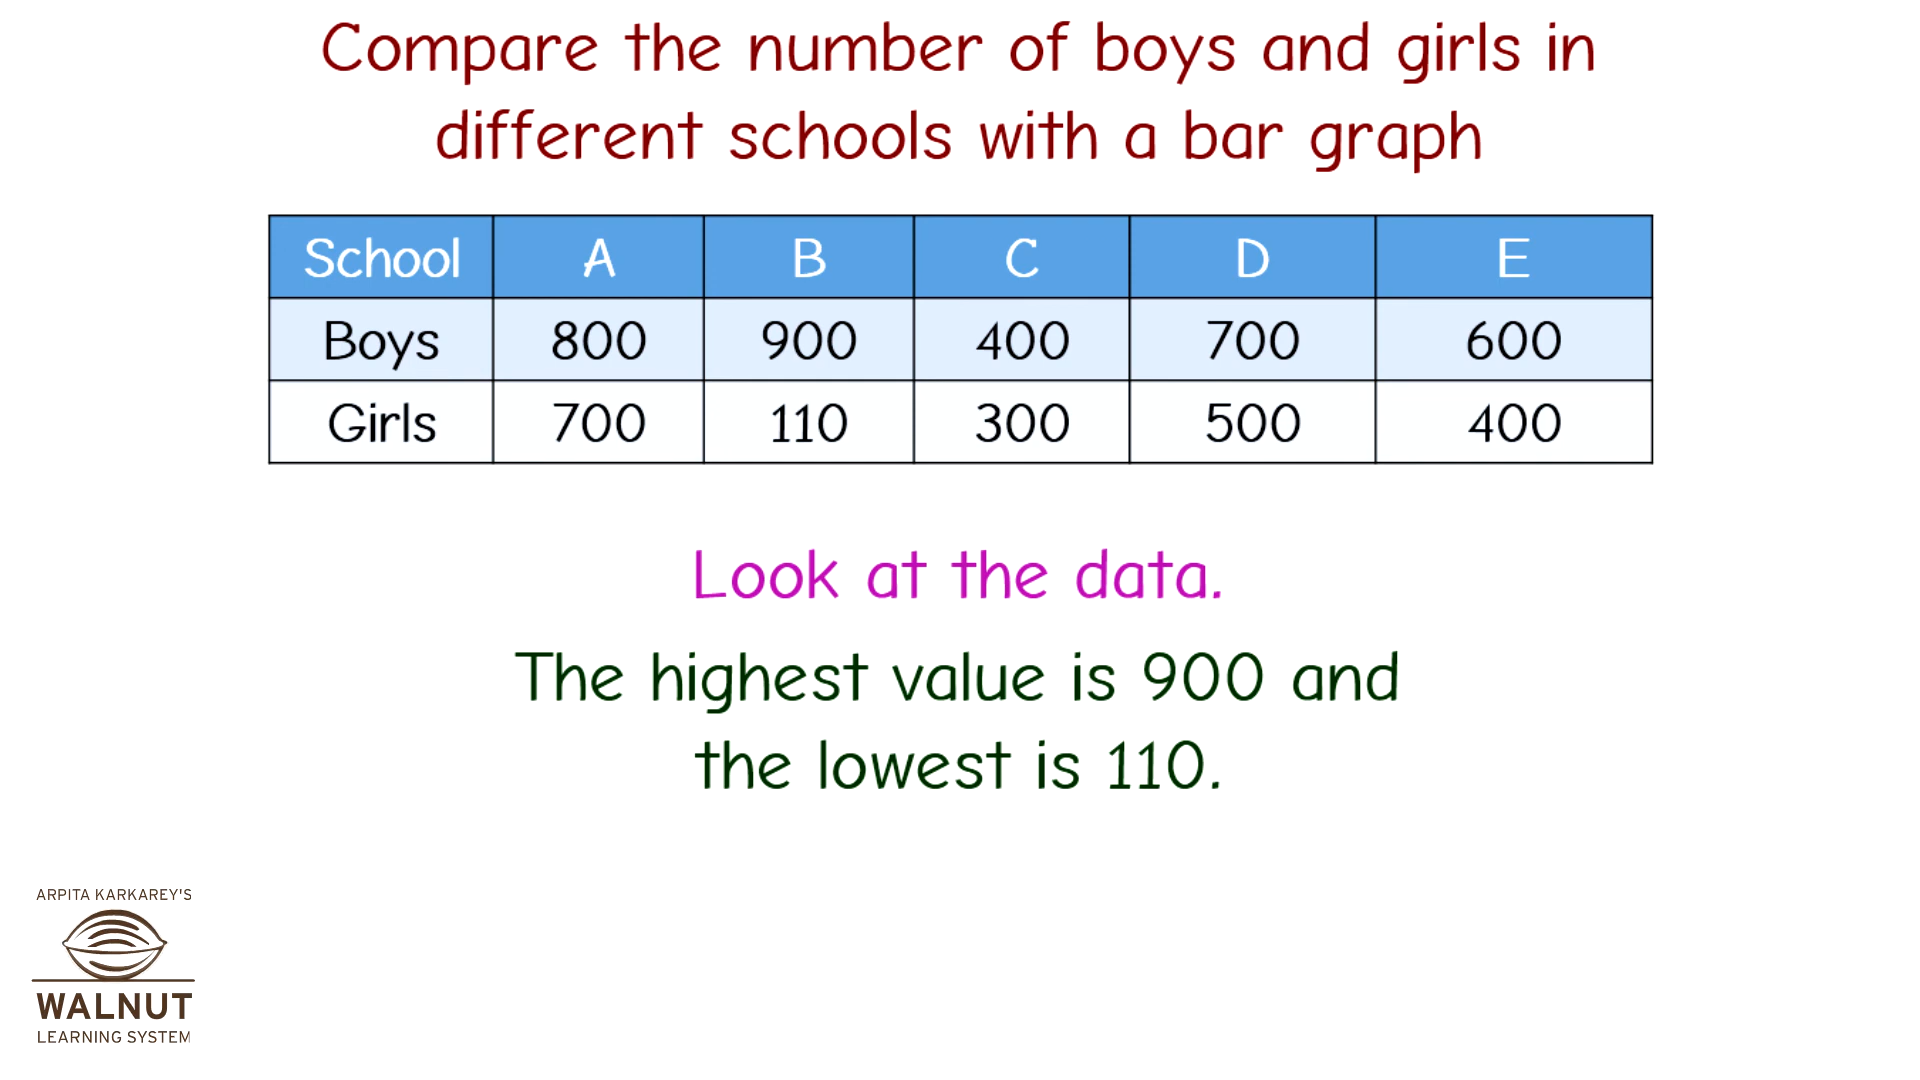 Compare the number of boys and girls in
different schools with a bar graph
School A B C D E
Boys 800 900 400 700 600
Girls 700 110 300 500 400
Look at the data.
The highest value is 900 and
the lowest is 110.
ARPITA KARKAREY'S
WALNUT
LEARNING SYSTEM